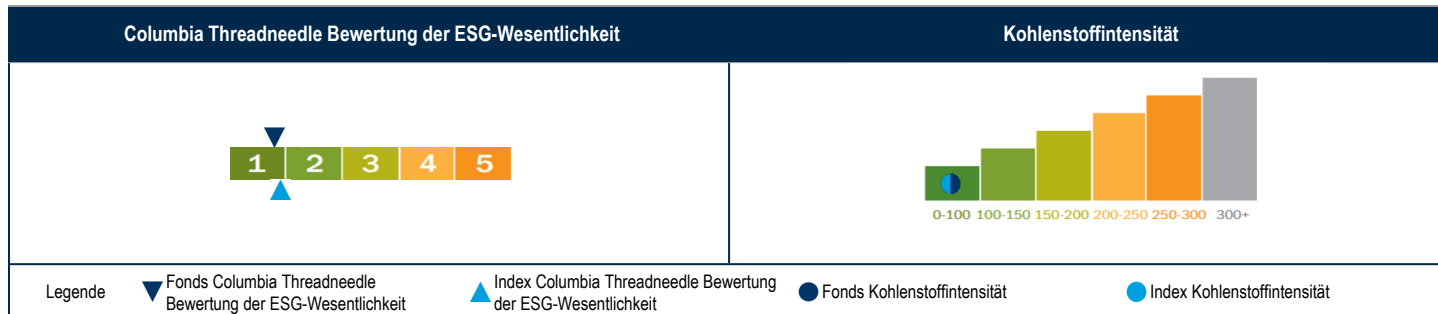 Columbia Threadneedle Bewertung der ESG-Wesentlichkeit
Kohlenstoffintensität
1 2 3 4 5
0-100 100-150 150-200 200-250 250-300 300+
Legende
Fonds Columbia Threadneedle
Bewertung der ESG-Wesentlichkeit
Index Columbia Threadneedle Bewertung
der ESG-Wesentlichkeit
Fonds Kohlenstoffintensität
Index Kohlenstoffintensität